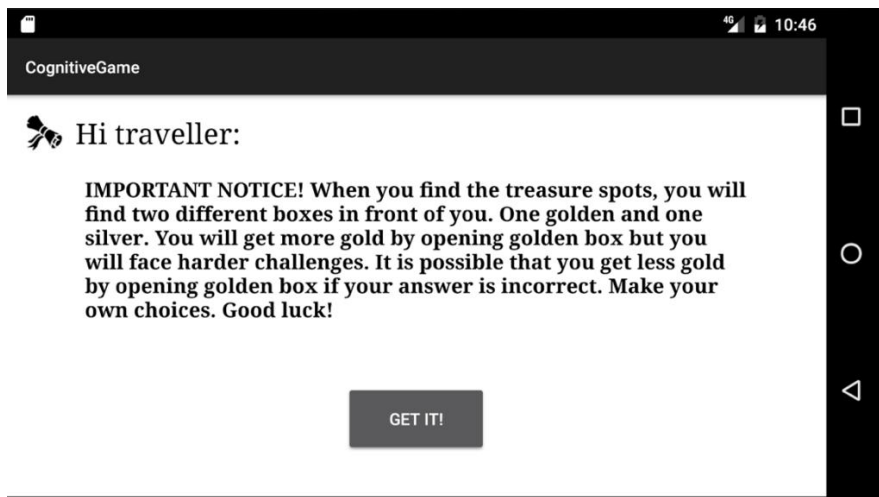 4G 10:46
CognitiveGame
Hi traveller:
IMPORTANT NOTICE! When you find the treasure spots, you will
find two different boxes in front of you. One golden and one
silver. You will get more gold by opening golden box but you
will face harder challenges. It is possible that you get less gold
by opening golden box if your answer is incorrect. Make your
own choices. Good luck!
GET IT!